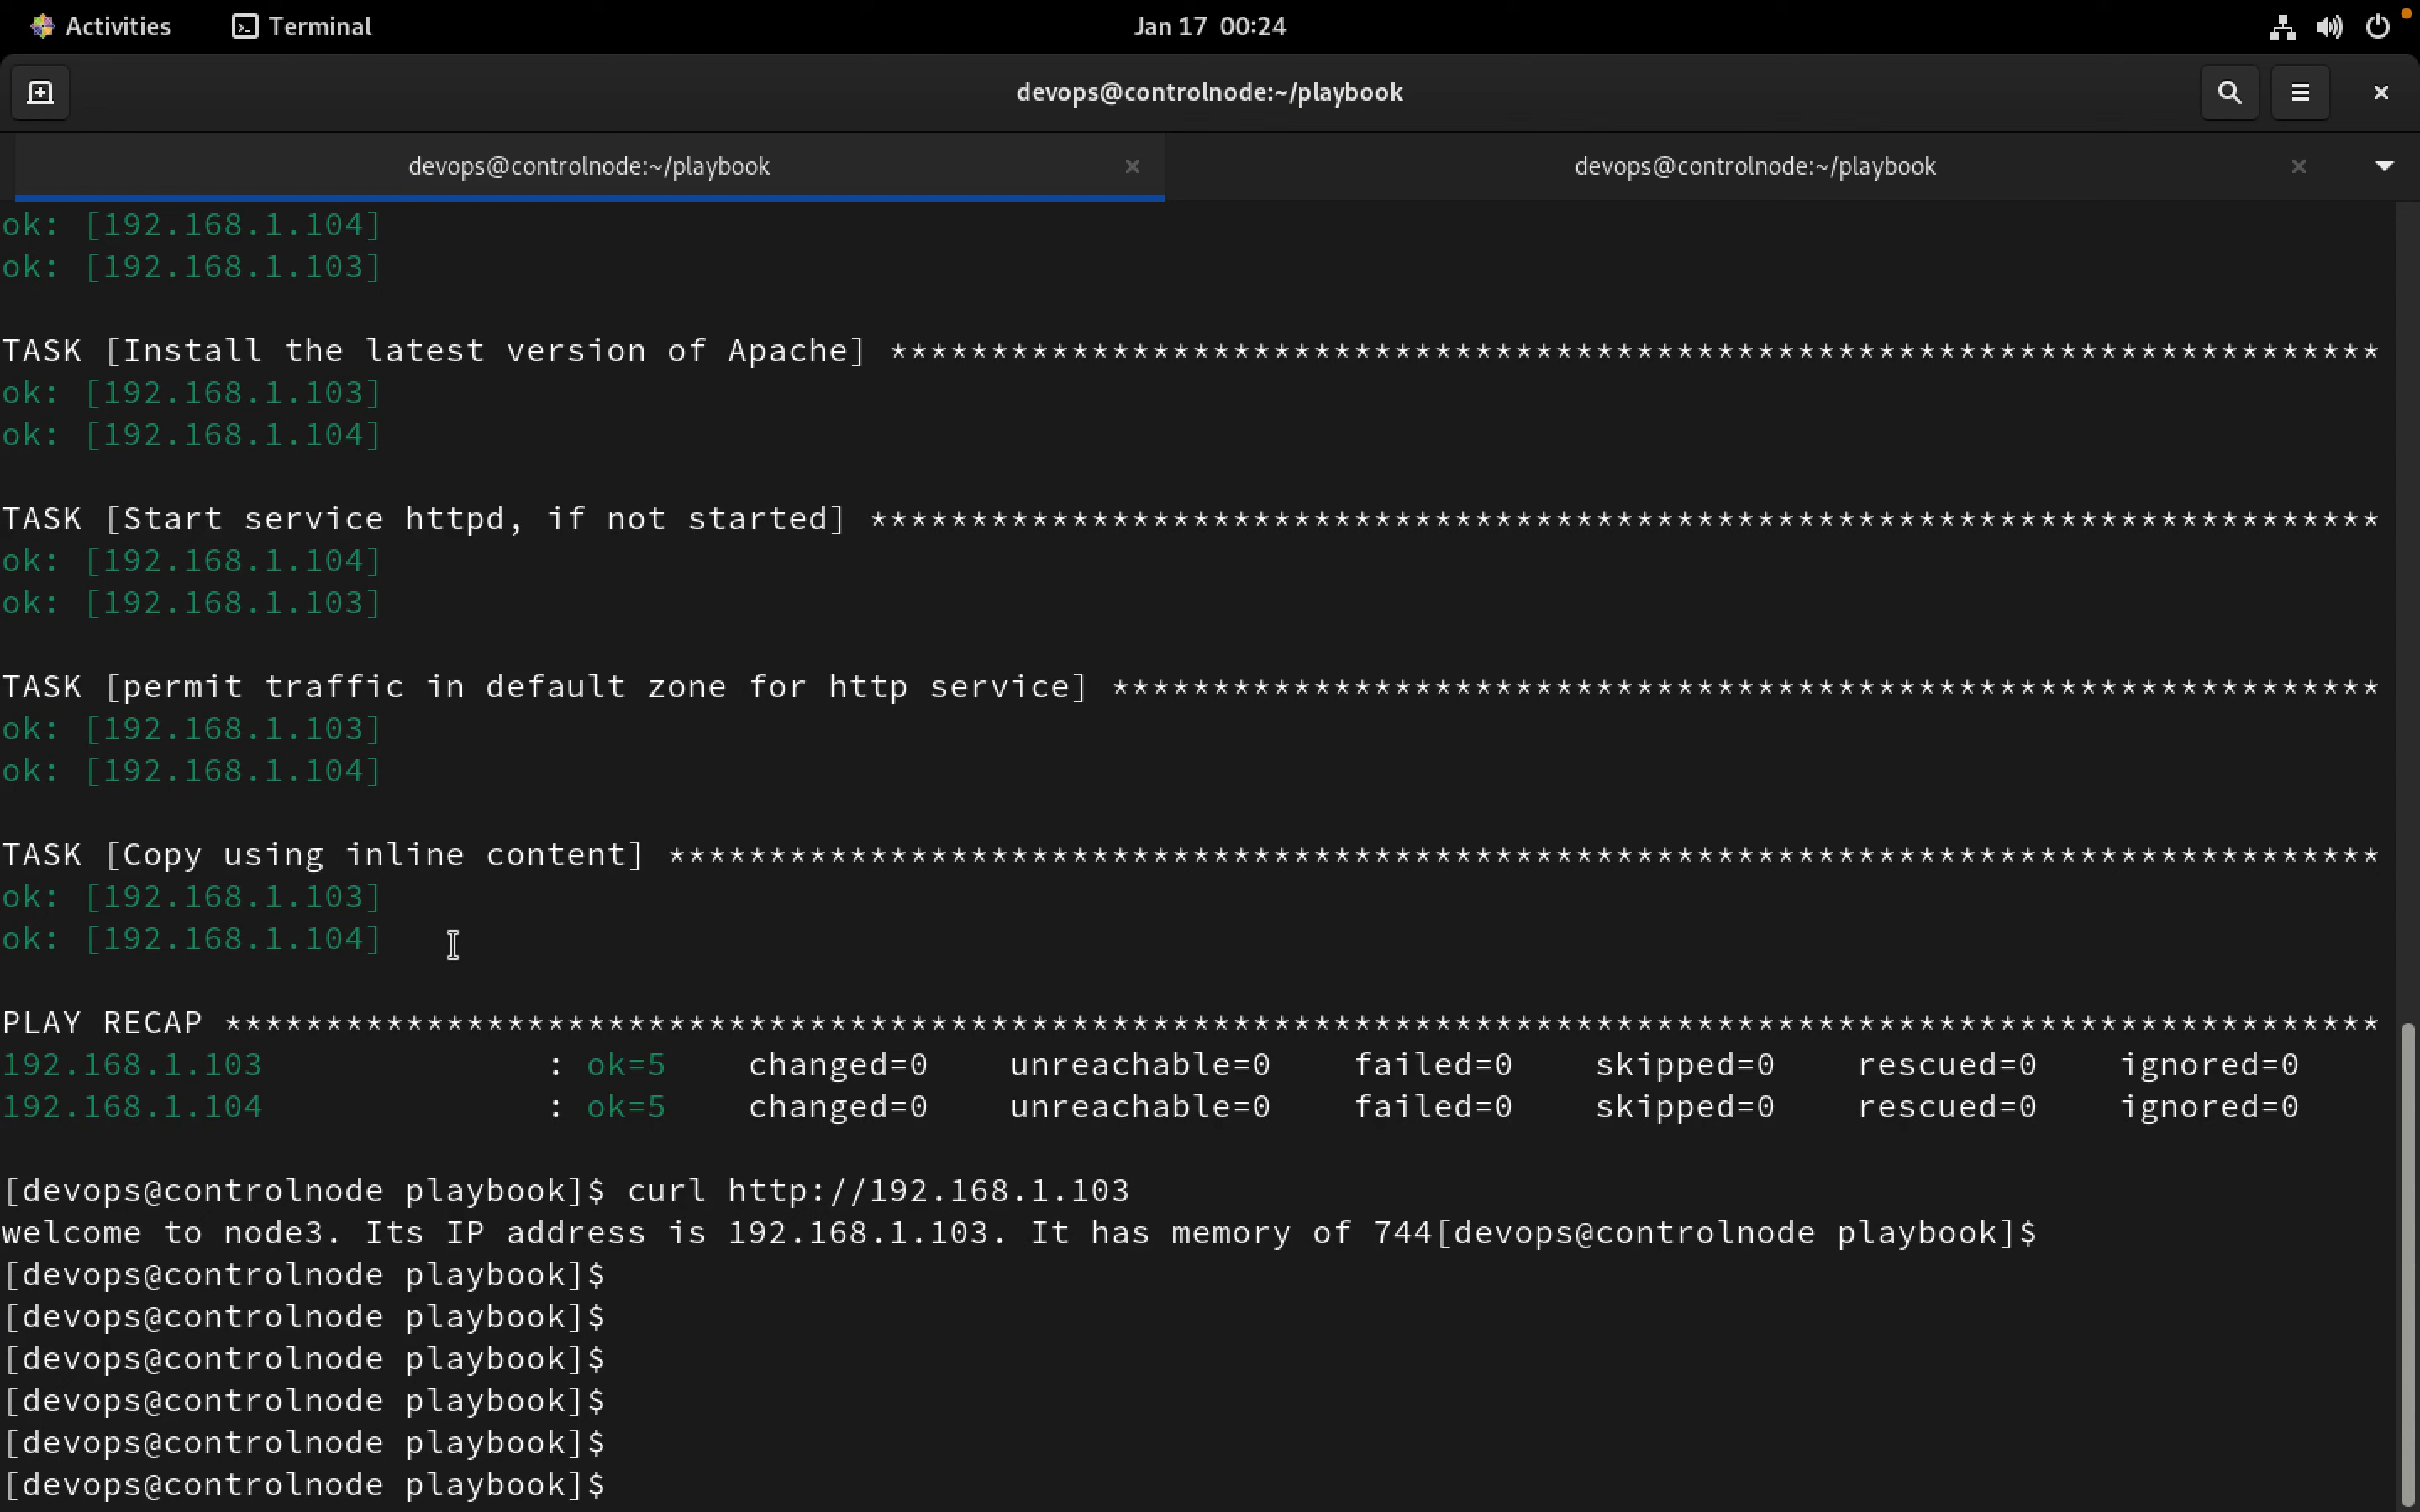 Activities Terminal Jan 17 00:24
devops@controlnode:~/playbook
devops@controlnode:~/playbook × devops@controlnode:~/playbook ×
ok: [192.168.1.104]
ok: [192.168.1.103]
TASK [Install the latest version of Apache] **************************************************************************
ok: [192.168.1.103]
ok: [192.168.1.104]
TASK [Start service httpd, if not started] ***************************************************************************
ok: [192.168.1.104]
ok: [192.168.1.103]
TASK [permit traffic in default zone for http service] ***************************************************************
ok: [192.168.1.103]
ok: [192.168.1.104]
TASK [Copy using inline content] *************************************************************************************
ok: [192.168.1.103]
ok: [192.168.1.104]
PLAY RECAP ***********************************************************************************************************
192.168.1.103 : ok=5 changed=0 unreachable=0 failed=0 skipped=0 rescued=0 ignored=0
192.168.1.104 : ok=5 changed=0 unreachable=0 failed=0 skipped=0 rescued=0 ignored=0
[devops@controlnode playbook]$ curl http://192.168.1.103
welcome to node3. Its IP address is 192.168.1.103. It has memory of 744[devops@controlnode playbook]$
[devops@controlnode playbook]$
[devops@controlnode playbook]$
[devops@controlnode playbook]$
[devops@controlnode playbook]$
[devops@controlnode playbook]$
[devops@controlnode playbook]$